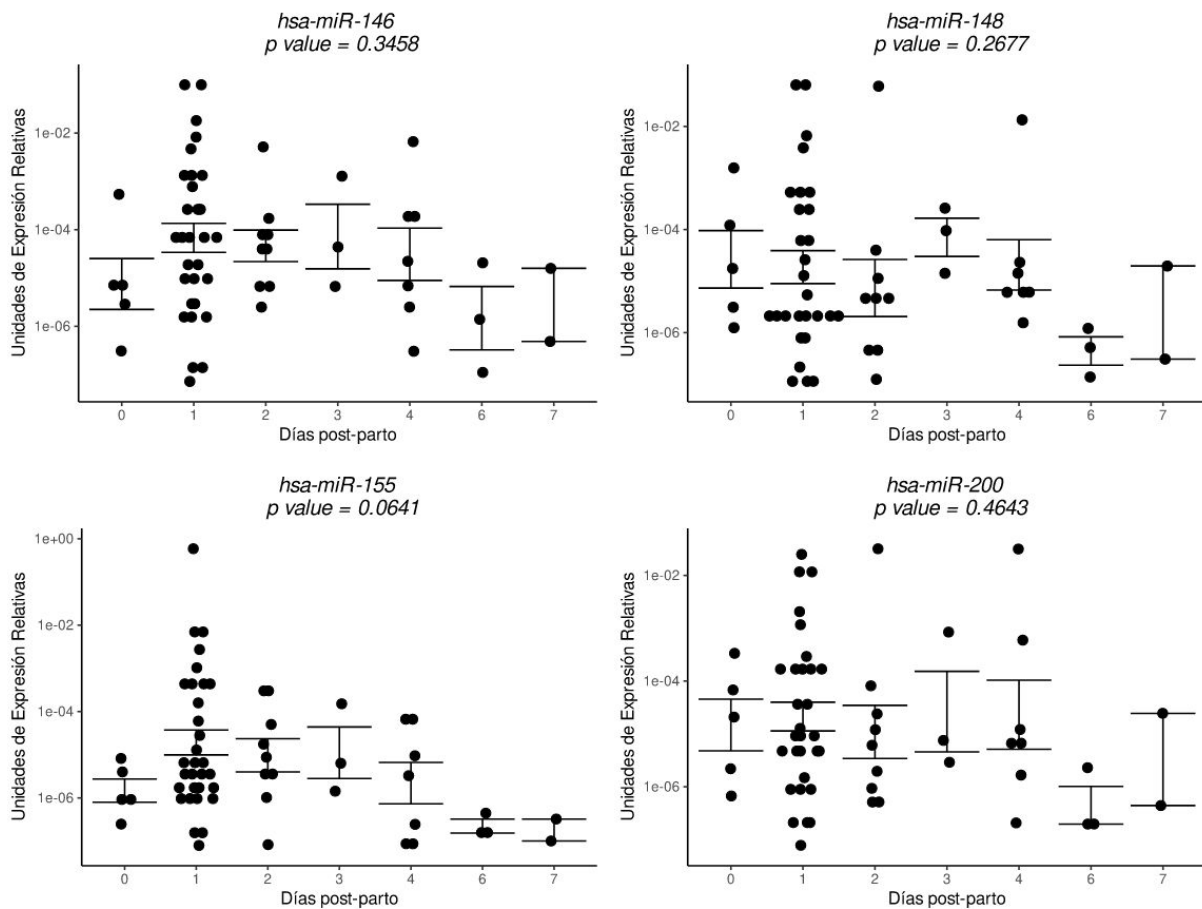 hsa-miR-146
p value = 0.3458
Unidades de Expresión Relativas
1e-02
1e-04
1e-06
0 1 2 3 4 6 7
Días post-parto
hsa-miR-148
p value = 0.2677
Unidades de Expresión Relativas
1e-02
1e-04
1e-06
0 1 2 3 4 6 7
Días post-parto
hsa-miR-155
p value = 0.0641
Unidades de Expresión Relativas
1e+00
1e-02
1e-04
1e-06
0 1 2 3 4 6 7
Días post-parto
hsa-miR-200
p value = 0.4643
Unidades de Expresión Relativas
1e-02
1e-04
1e-06
0 1 2 3 4 6 7
Días post-parto